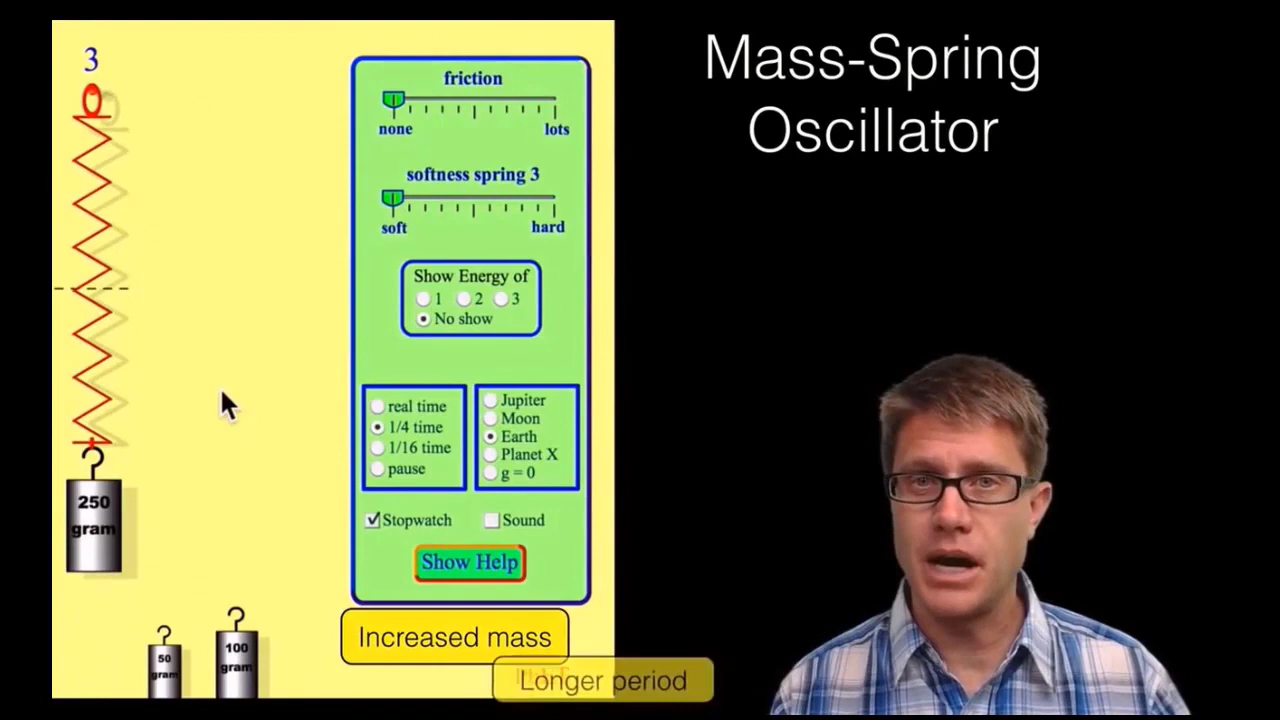 Mass-Spring
Oscillator
3
friction
none lots
softness spring 3
soft hard
Show Energy of
1 2 3
No show
real time
1/4 time
1/16 time
pause
Jupiter
Moon
Earth
Planet X
g = 0
Stopwatch Sound
Show Help
250
gram
50
gram
100
gram
Increased mass
Longer period